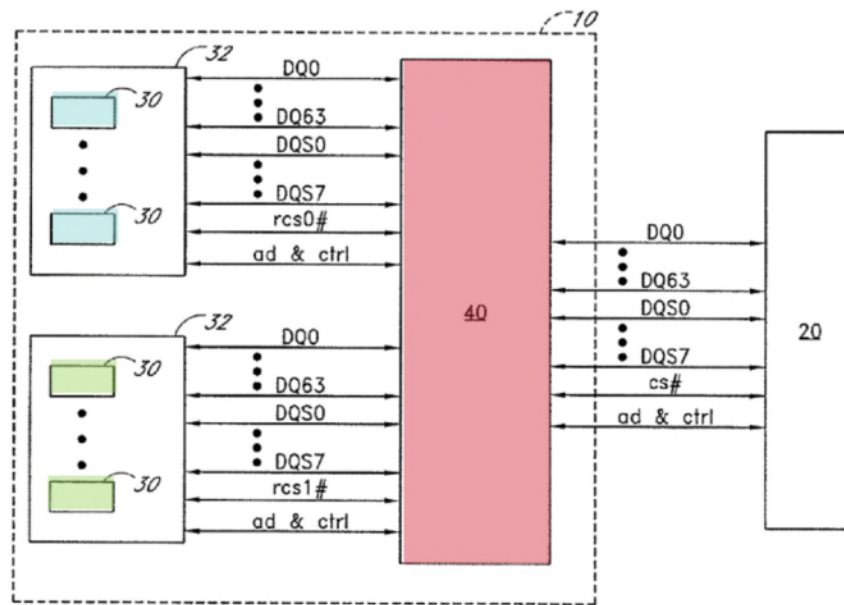 10
32
30
30
DQ0
DQ63
DQS0
DQS7
rcs0#
ad & ctrl
32
30
30
DQ0
DQ63
DQS0
DQS7
rcs1#
ad & ctrl
40
DQ0
DQ63
DQS0
DQS7
cs#
ad & ctrl
20